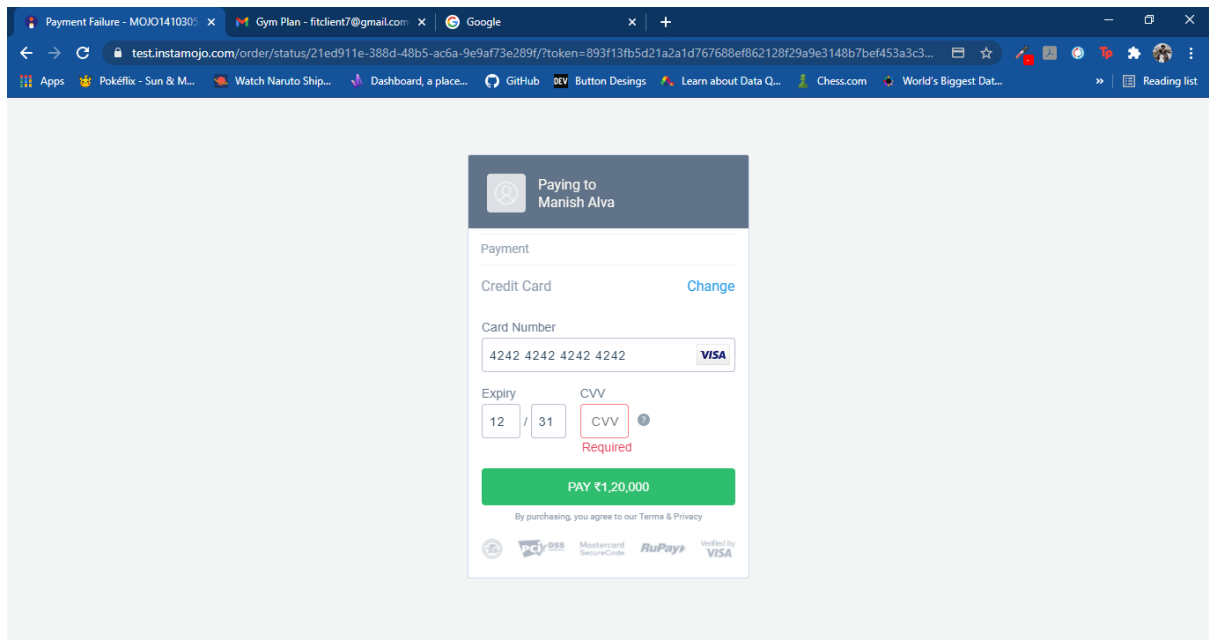 Payment Failure - MOJO1410305
Gym Plan - fitclient7@gmail.com
Google
test.instamojo.com/order/status/21ed911e-388d-48b5-ac6a-9e9af73e289f/?token=893f13fb5d21a2a1d767688ef862128f29a9e3148b7bef453a3c3...
Apps
Pokéflix - Sun & M...
Watch Naruto Ship...
Dashboard, a place...
GitHub
DEV Button Desings
Learn about Data Q...
Chess.com
World's Biggest Dat...
»
Reading list
Paying to
Manish Alva
Payment
Credit Card Change
Card Number
4242 4242 4242 4242 VISA
Expiry CVV
12 / 31 CVV ?
Required
PAY ₹1,20,000
By purchasing, you agree to our Terms & Privacy
PCI DSS
Mastercard
SecureCode
RuPay
Verified by
VISA